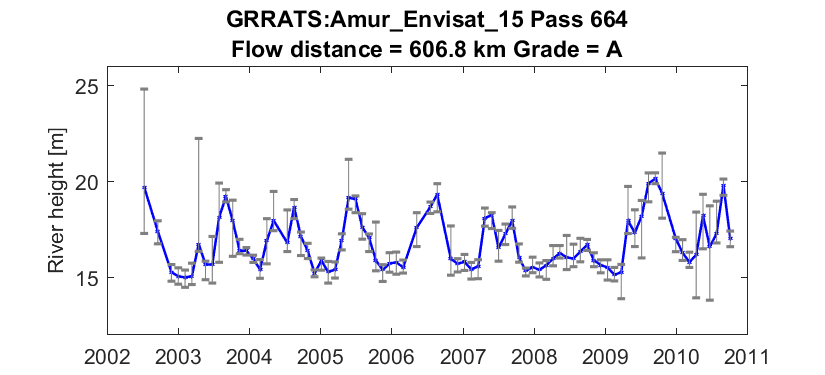 GRRATS:Amur_Envisat_15 Pass 664
Flow distance = 606.8 km Grade = A
River height [m]
25
20
15
2002 2003 2004 2005 2006 2007 2008 2009 2010 2011